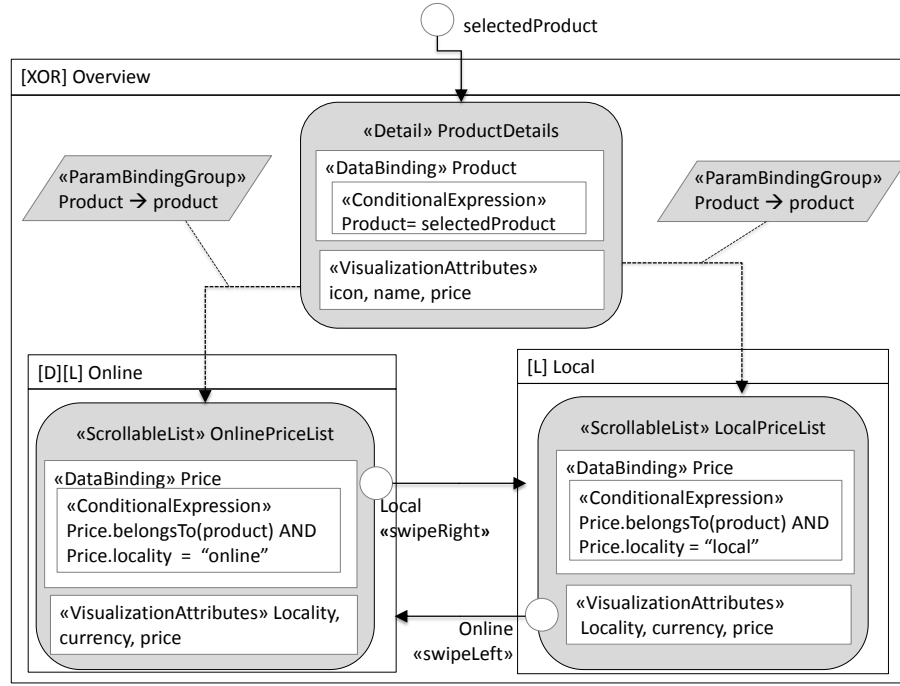 selectedProduct
[XOR] Overview
«Detail» ProductDetails
«DataBinding» Product
«ConditionalExpression»
Product= selectedProduct
«VisualizationAttributes»
icon, name, price
«ParamBindingGroup»
Product → product
«ParamBindingGroup»
Product → product
[D][L] Online
«ScrollableList» OnlinePriceList
«DataBinding» Price
«ConditionalExpression»
Price.belongsTo(product) AND
Price.locality = “online”
«VisualizationAttributes» Locality,
currency, price
Local
«swipeRight»
Online
«swipeLeft»
[L] Local
«ScrollableList» LocalPriceList
«DataBinding» Price
«ConditionalExpression»
Price.belongsTo(product) AND
Price.locality = “local”
«VisualizationAttributes»
Locality, currency, price